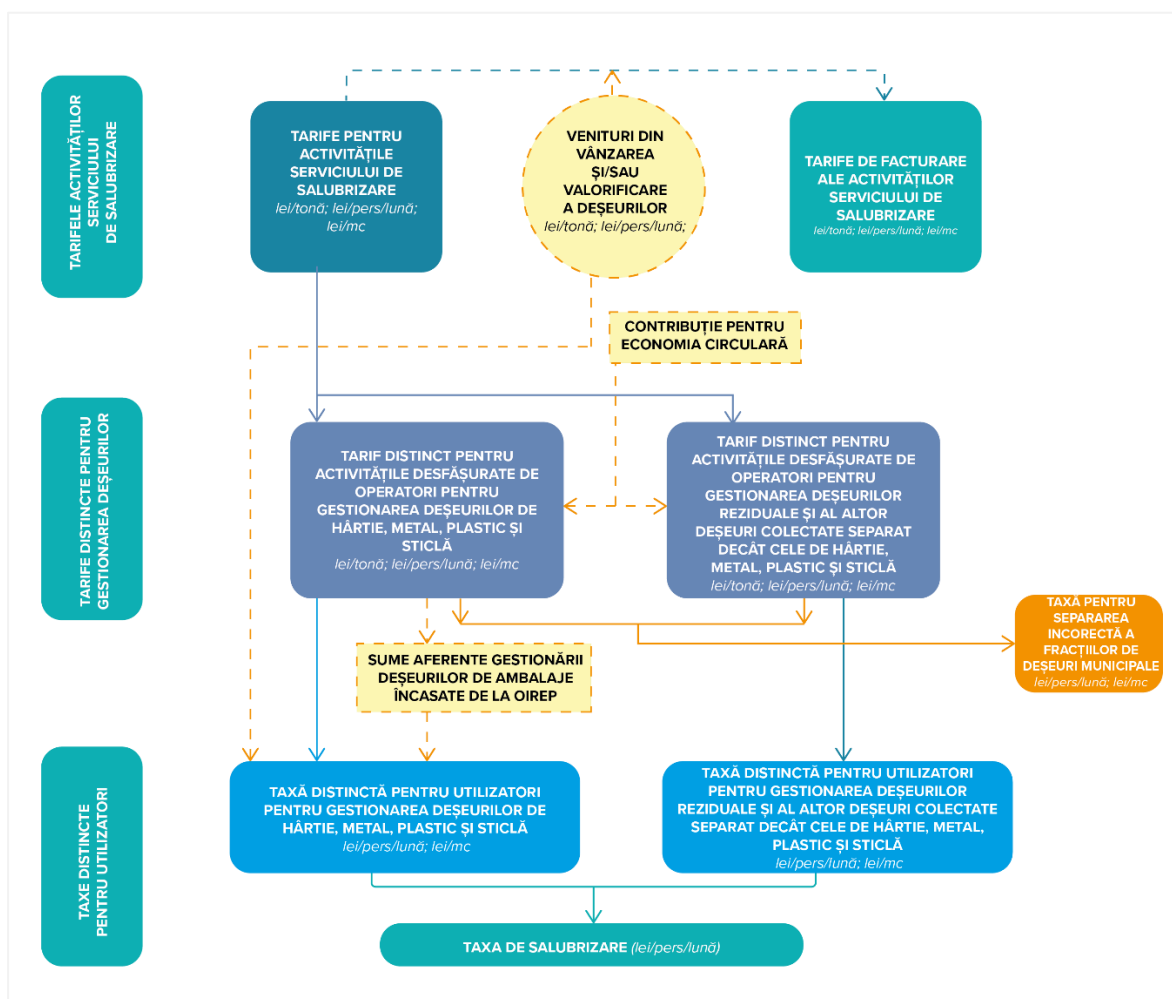 TARIFELE ACTIVITĂȚILOR
SERVICIULUI
DE SALUBRIZARE
TARIFE PENTRU
ACTIVITĂȚILE
SERVICIULUI DE
SALUBRIZARE
lei/tonă; lei/pers/lună;
lei/mc
VENITURI DIN
VÂNZAREA
ȘI/SAU
VALORIFICARE
A DEȘEURILOR
lei/tonă; lei/pers/lună;
TARIFE DE FACTURARE
ALE ACTIVITĂȚILOR
SERVICIULUI DE
SALUBRIZARE
lei/tonă; lei/pers/lună; lei/mc
CONTRIBUȚIE PENTRU
ECONOMIA CIRCULARĂ
TARIFE DISTINCTE PENTRU
GESTIONAREA DEȘEURILOR
TARIF DISTINCT PENTRU
ACTIVITĂȚILE DESFĂȘURATE DE
OPERATORI PENTRU
GESTIONAREA DEȘEURILOR DE
HÂRTIE, METAL, PLASTIC ȘI
STICLĂ
lei/tonă; lei/pers/lună; lei/mc
TARIF DISTINCT PENTRU
ACTIVITĂȚILE DESFĂȘURATE DE
OPERATORI PENTRU
GESTIONAREA DEȘEURILOR
REZIDUALE ȘI AL ALTOR
DEȘEURI COLECTATE SEPARAT
DECÂT CELE DE HÂRTIE,
METAL, PLASTIC ȘI STICLĂ
lei/tonă; lei/pers/lună; lei/mc
TAXĂ PENTRU
SEPARAREA
INCORECTĂ A
FRACȚIILOR DE
DEȘEURI MUNICIPALE
lei/pers/lună; lei/mc
SUME AFERENTE GESTIONĂRII
DEȘEURILOR DE AMBALAJE
ÎNCASATE DE LA OIREP
TAXE DISTINCTE
PENTRU UTILIZATORI
TAXĂ DISTINCTĂ PENTRU UTILIZATORI
PENTRU GESTIONAREA DEȘEURILOR DE
HÂRTIE, METAL, PLASTIC ȘI STICLĂ
lei/pers/lună; lei/mc
TAXĂ DISTINCTĂ PENTRU UTILIZATORI
PENTRU GESTIONAREA DEȘEURILOR
REZIDUALE ȘI AL ALTOR DEȘEURI COLECTATE
SEPARAT DECÂT CELE DE HÂRTIE, METAL,
PLASTIC ȘI STICLĂ
lei/pers/lună; lei/mc
TAXA DE SALUBRIZARE (lei/pers/lună)